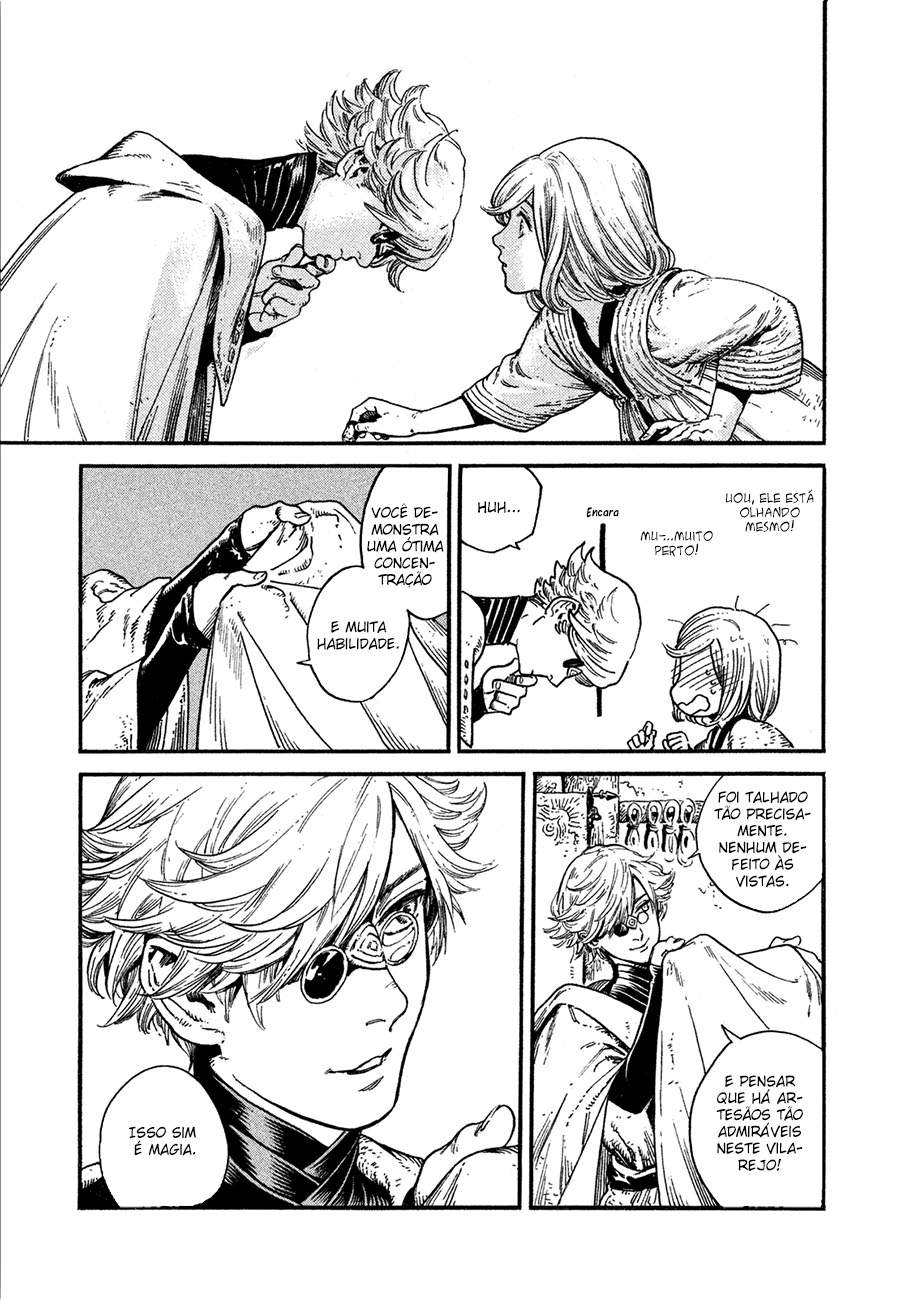 UOU, ELE ESTÁ
OLHANDO
MESMO!
MU-...MUITO
PERTO!
Encara
HUH...
VOCÊ DE-
MONSTRA
UMA ÓTIMA
CONCEN-
TRAÇÃO
E MUITA
HABILIDADE.
FOI TALHADO
TÃO PRECISA-
MENTE.
NENHUM DE-
FEITO ÀS
VISTAS.
E PENSAR
QUE HÁ AR-
TESÃOS TÃO
ADMIRÁVEIS
NESTE VILA-
REJO!
ISSO SIM
É MAGIA.